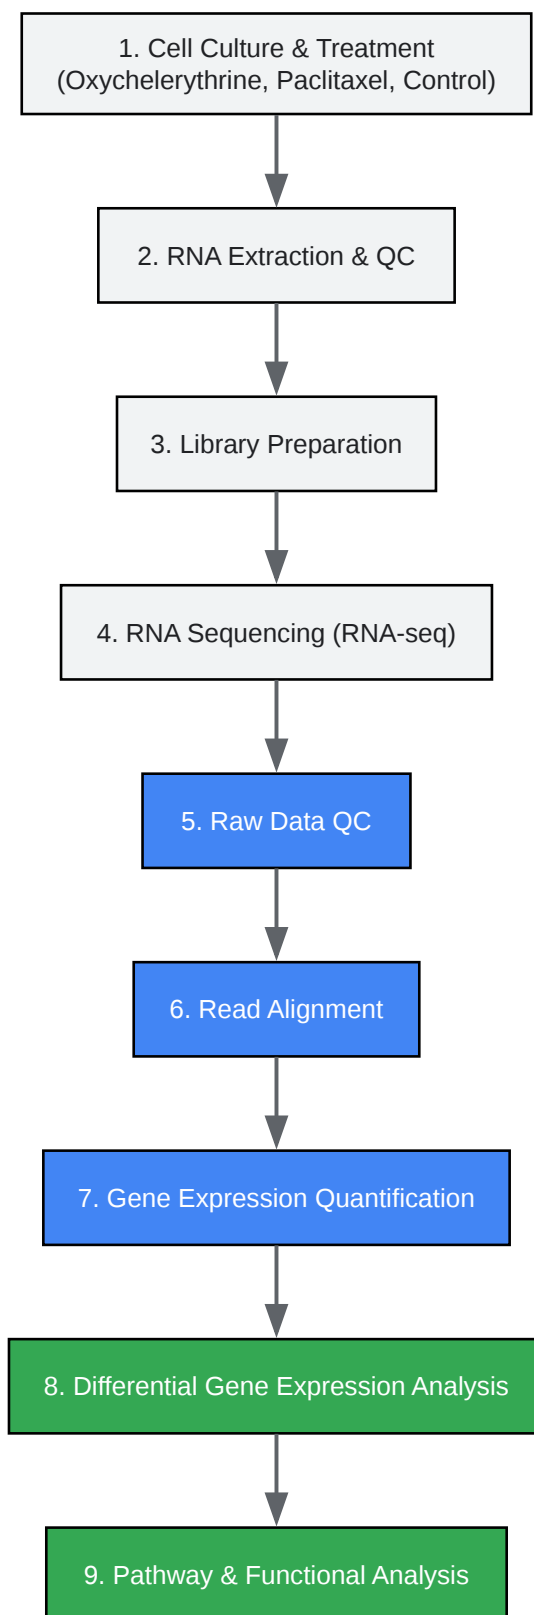 1. Cell Culture & Treatment
(Oxychelerythrine, Paclitaxel, Control)
2. RNA Extraction & QC
3. Library Preparation
4. RNA Sequencing (RNA-seq)
5. Raw Data QC
6. Read Alignment
7. Gene Expression Quantification
8. Differential Gene Expression Analysis
9. Pathway & Functional Analysis